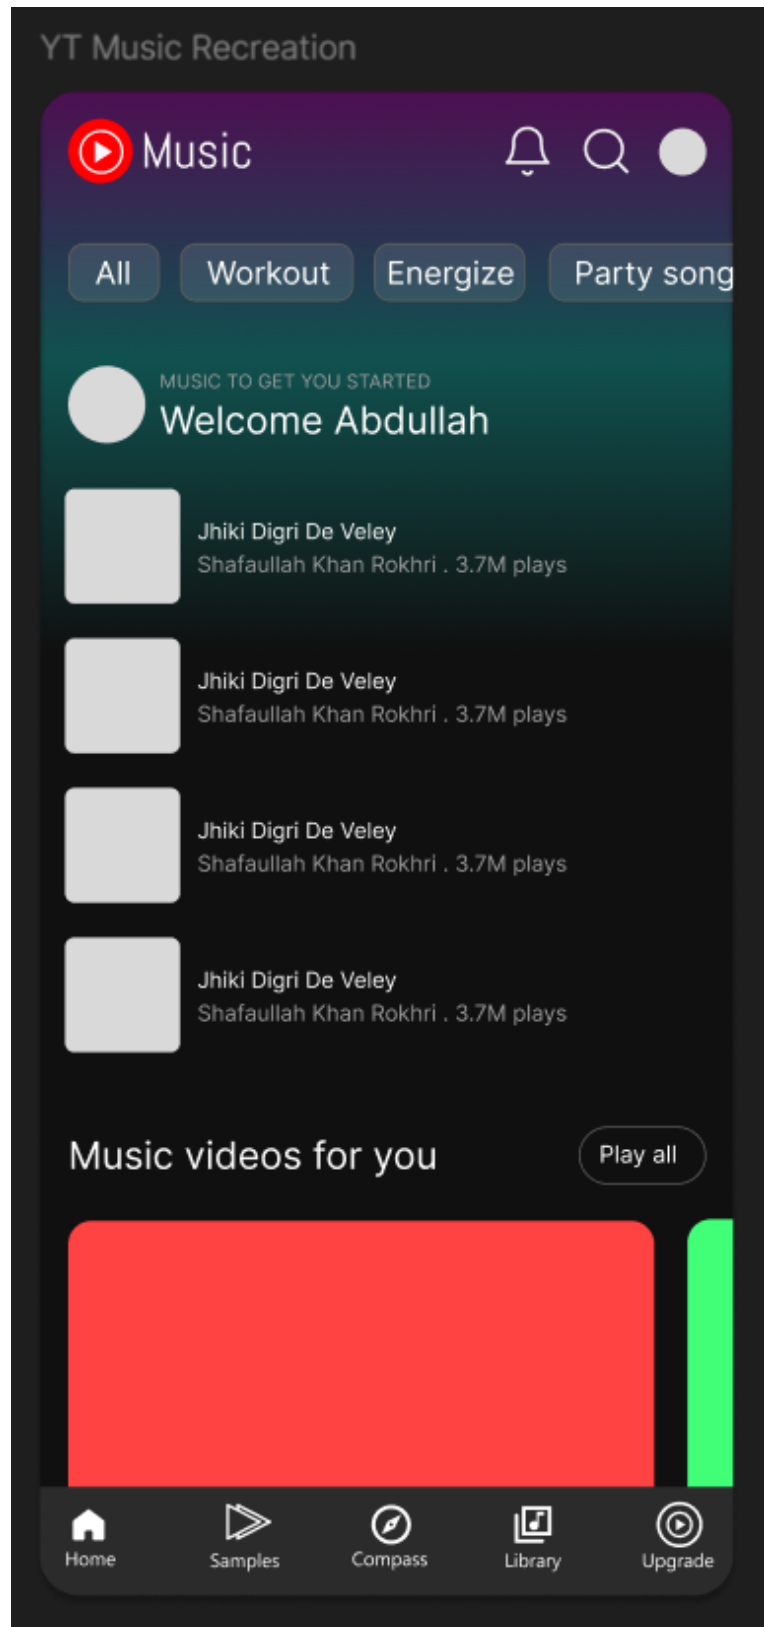 YT Music Recreation
Music
All Workout Energize Party song
MUSIC TO GET YOU STARTED
Welcome Abdullah
Jhiki Digri De Veley
Shafaullah Khan Rokhri . 3.7M plays
Jhiki Digri De Veley
Shafaullah Khan Rokhri . 3.7M plays
Jhiki Digri De Veley
Shafaullah Khan Rokhri . 3.7M plays
Jhiki Digri De Veley
Shafaullah Khan Rokhri . 3.7M plays
Music videos for you Play all
Home Samples Compass Library Upgrade